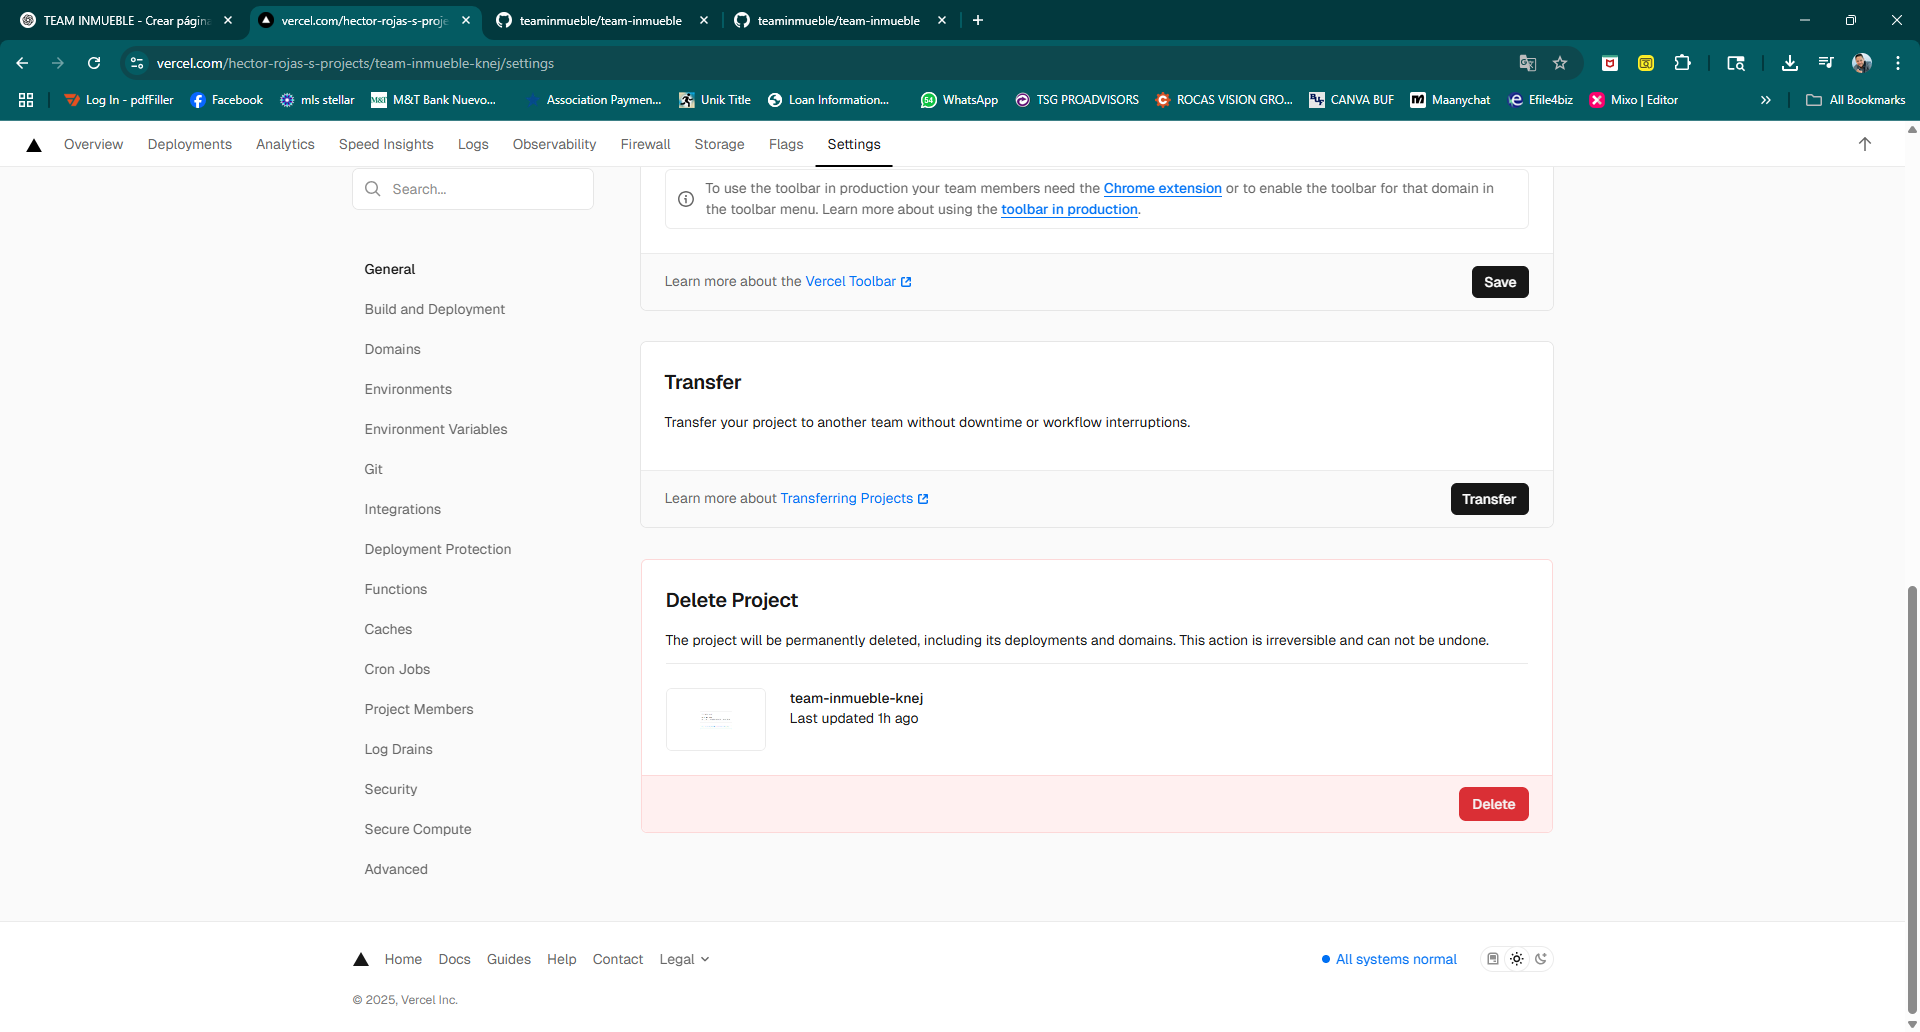 TEAM INMUEBLE - Crear página
vercel.com/hector-rojas-s-proje
teaminmueble/team-inmueble
teaminmueble/team-inmueble
vercel.com/hector-rojas-s-projects/team-inmueble-knej/settings
Log In - pdfFiller
Facebook
mls stellar
M&T Bank Nuevo...
Association Paymen...
Unik Title
Loan Information...
WhatsApp
TSG PROADVISORS
ROCAS VISION GRO...
CANVA BUF
Maanychat
Efile4biz
Mixo | Editor
All Bookmarks
Overview
Deployments
Analytics
Speed Insights
Logs
Observability
Firewall
Storage
Flags
Settings
Search...
General
Build and Deployment
Domains
Environments
Environment Variables
Git
Integrations
Deployment Protection
Functions
Caches
Cron Jobs
Project Members
Log Drains
Security
Secure Compute
Advanced
To use the toolbar in production your team members need the Chrome extension or to enable the toolbar for that domain in
the toolbar menu. Learn more about using the toolbar in production.
Learn more about the Vercel Toolbar
Save
Transfer
Transfer your project to another team without downtime or workflow interruptions.
Learn more about Transferring Projects
Transfer
Delete Project
The project will be permanently deleted, including its deployments and domains. This action is irreversible and can not be undone.
team-inmueble-knej
Last updated 1h ago
Delete
Home
Docs
Guides
Help
Contact
Legal
All systems normal
© 2025, Vercel Inc.